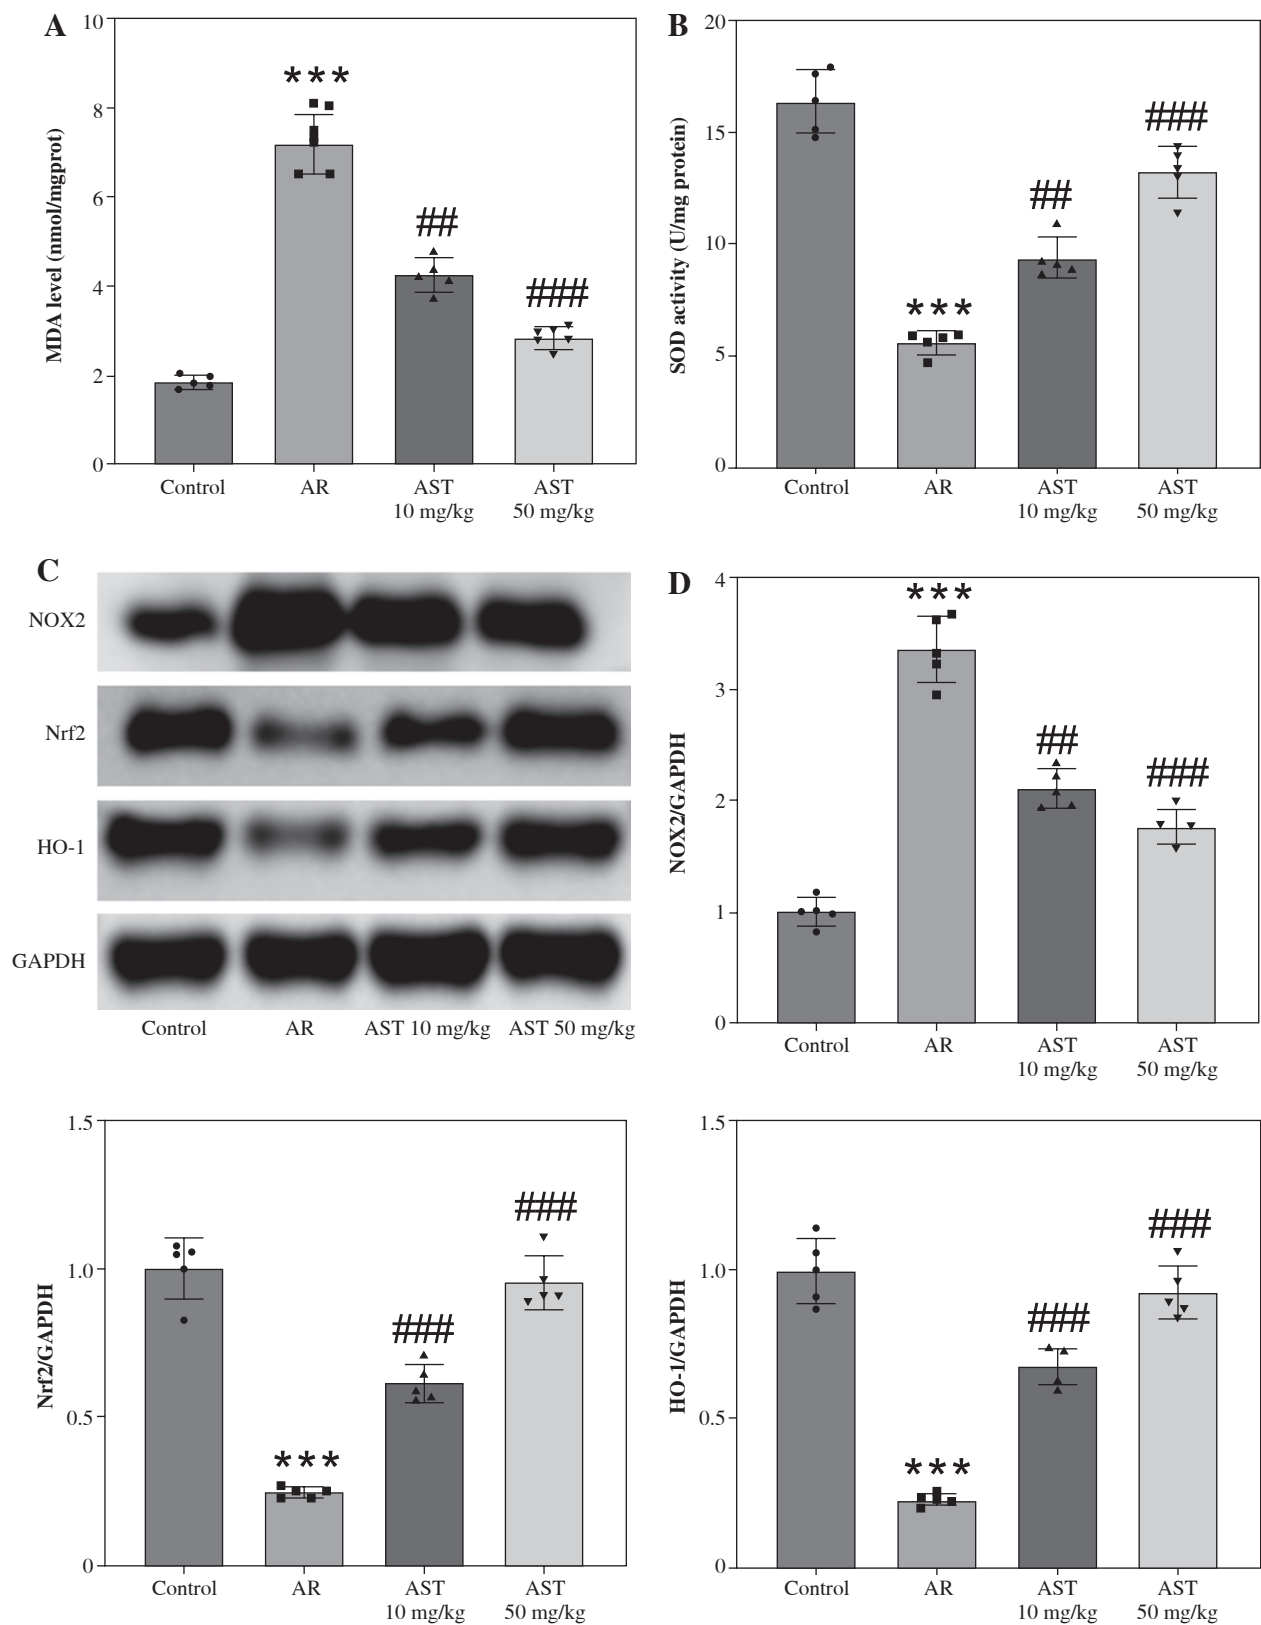 A
MDA level (nmol/mgprot)
10
8
6
4
2
0
***
##
###
Control
AR
AST
10 mg/kg
AST
50 mg/kg
B
SOD activity (U/mg protein)
20
15
10
5
0
***
##
###
Control
AR
AST
10 mg/kg
AST
50 mg/kg
C
NOX2
Nrf2
HO-1
GAPDH
Control
AR
AST 10 mg/kg
AST 50 mg/kg
D
NOX2/GAPDH
4
3
2
1
0
***
##
###
Control
AR
AST
10 mg/kg
AST
50 mg/kg
Nrf2/GAPDH
1.5
1.0
0.5
0
***
###
###
Control
AR
AST
10 mg/kg
AST
50 mg/kg
HO-1/GAPDH
1.5
1.0
0.5
0
***
###
###
Control
AR
AST
10 mg/kg
AST
50 mg/kg